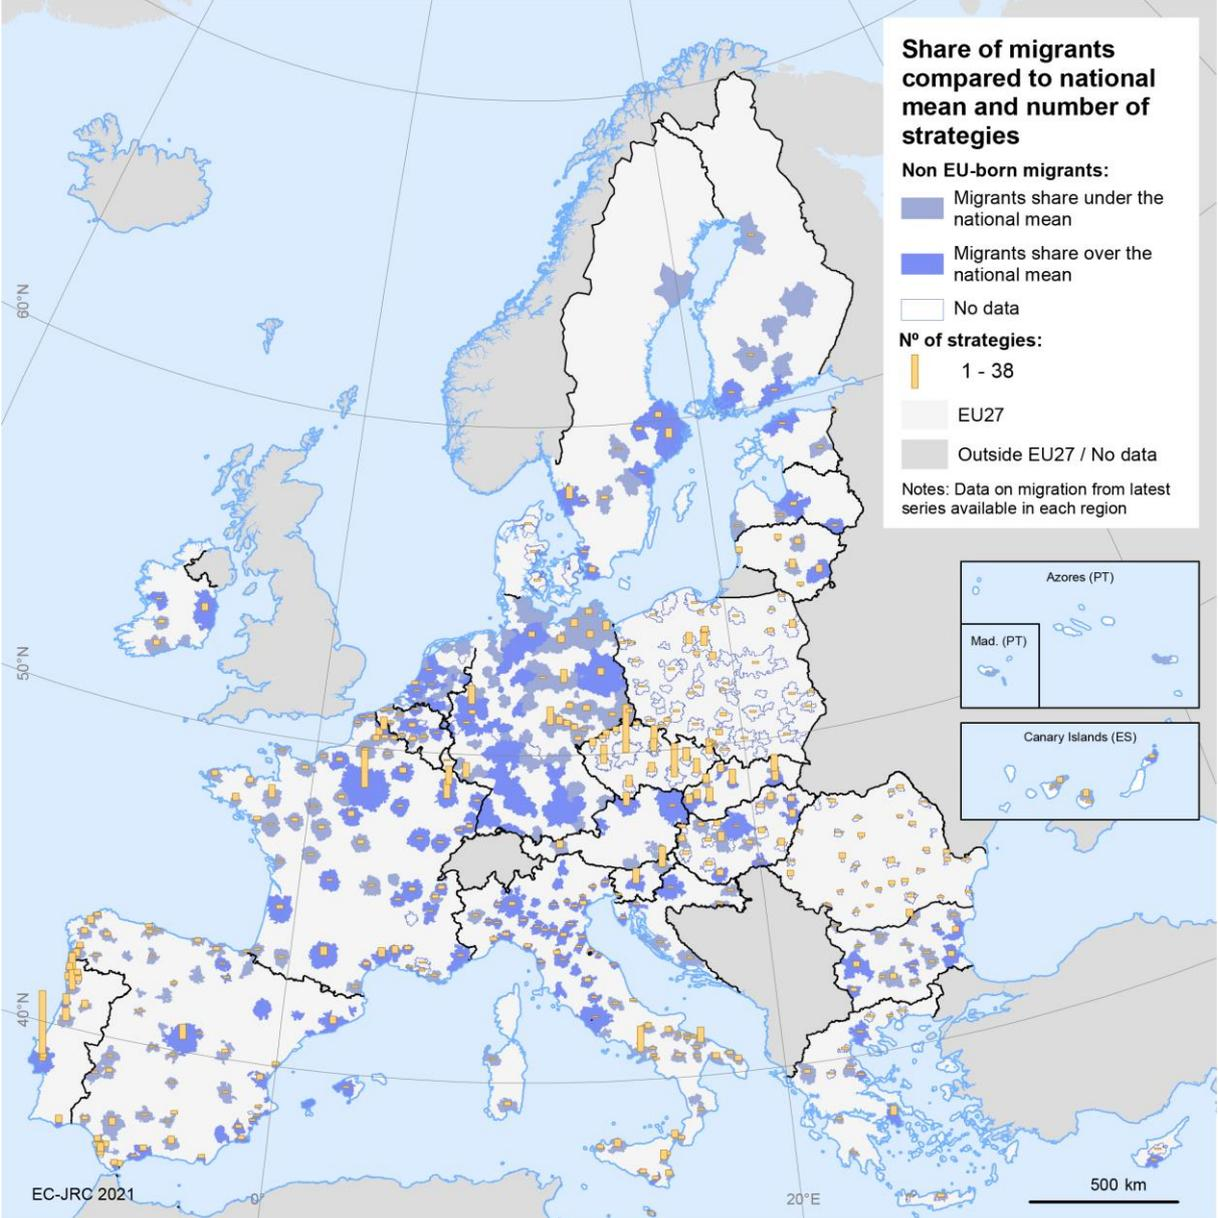 Share of migrants
compared to national
mean and number of
strategies
Non EU-born migrants:
Migrants share under the
national mean
Migrants share over the
national mean
No data
Nº of strategies:
1 - 38
EU27
Outside EU27 / No data
Notes: Data on migration from latest
series available in each region
Azores (PT)
Mad. (PT)
Canary Islands (ES)
60°N
50°N
40°N
EC-JRC 2021
0°
20°E
500 km